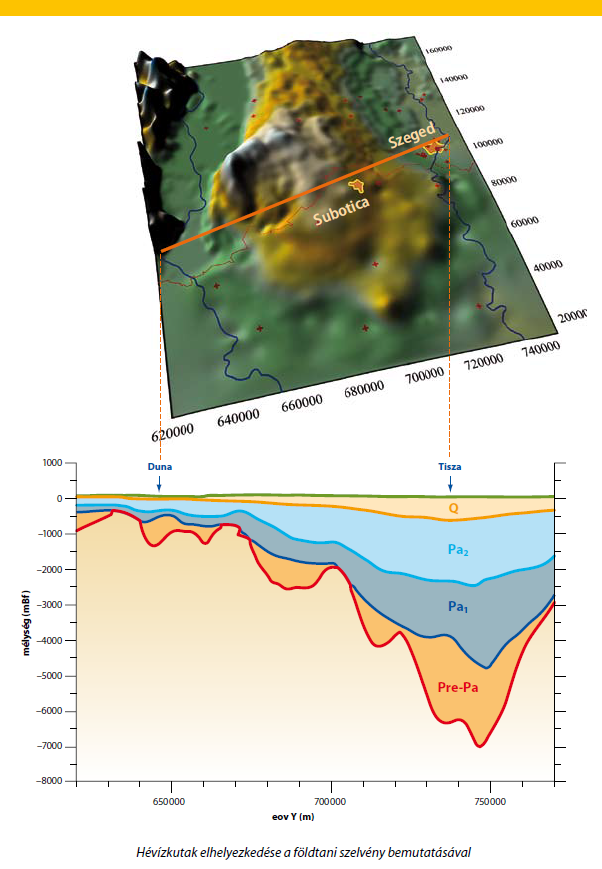 160000
140000
120000
100000
80000
60000
40000
20000
Szeged
Subotica
620000
640000
660000
680000
700000
720000
740000
Duna
Tisza
1000
0
−1000
−2000
−3000
−4000
−5000
−6000
−7000
−8000
mélység (mBf)
Q
Pa2
Pa1
Pre-Pa
650000
700000
750000
eov Y (m)
Hévízkutak elhelyezkedése a földtani szelvény bemutatásával